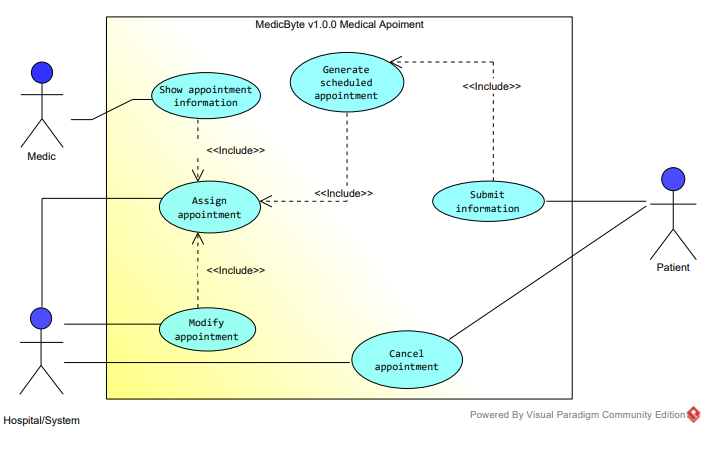 MedicByte v1.0.0 Medical Apoiment
Show appointment
information
Generate
scheduled
appointment
<<Include>>
<<Include>>
<<Include>>
Medic
Assign
appointment
Submit
information
Patient
<<Include>>
Modify
appointment
Cancel
appointment
Hospital/System
Powered By Visual Paradigm Community Edition